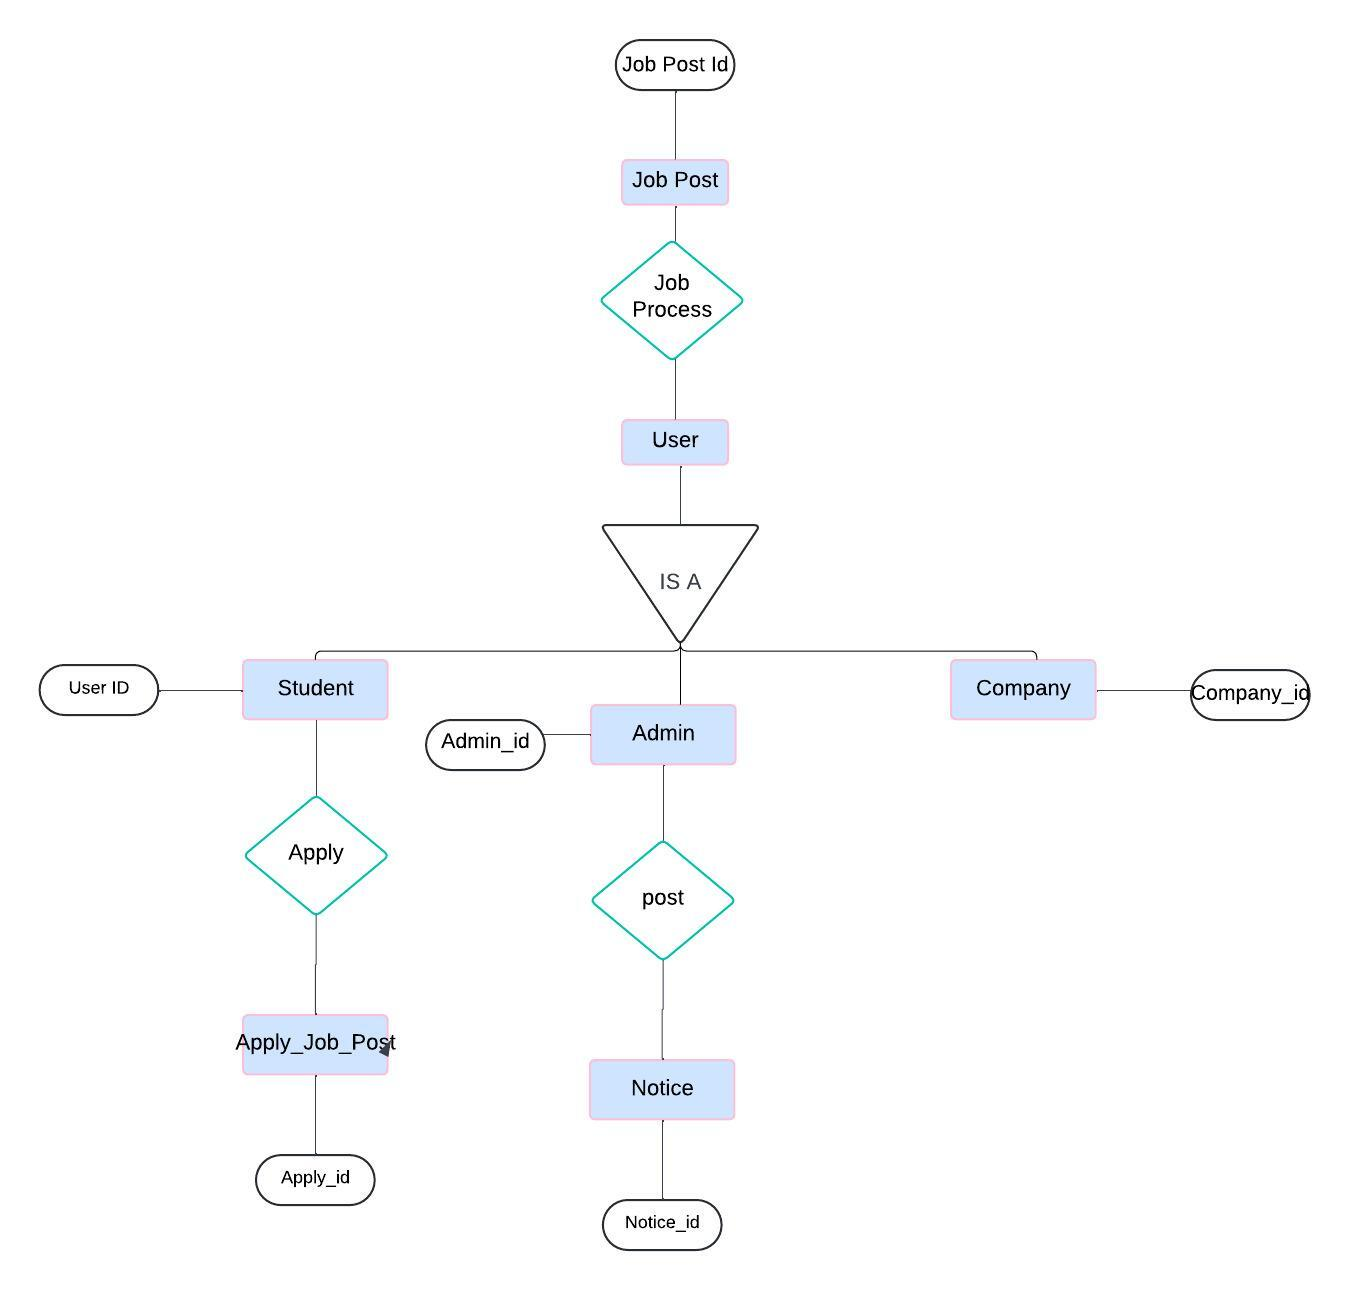 Job Post Id
Job Post
Job
Process
User
IS A
User ID
Student
Company
Company_id
Admin_id
Admin
Apply
post
Apply_Job_Post
Notice
Apply_id
Notice_id